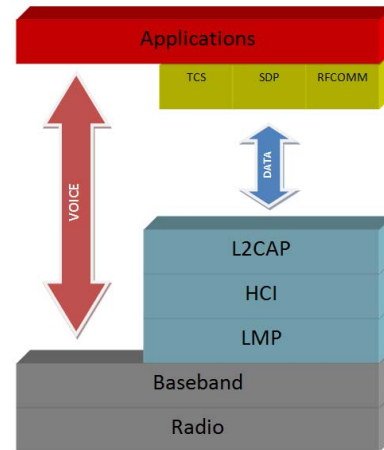 Applications
TCS SDP RFCOMM
VOICE
DATA
L2CAP
HCI
LMP
Baseband
Radio